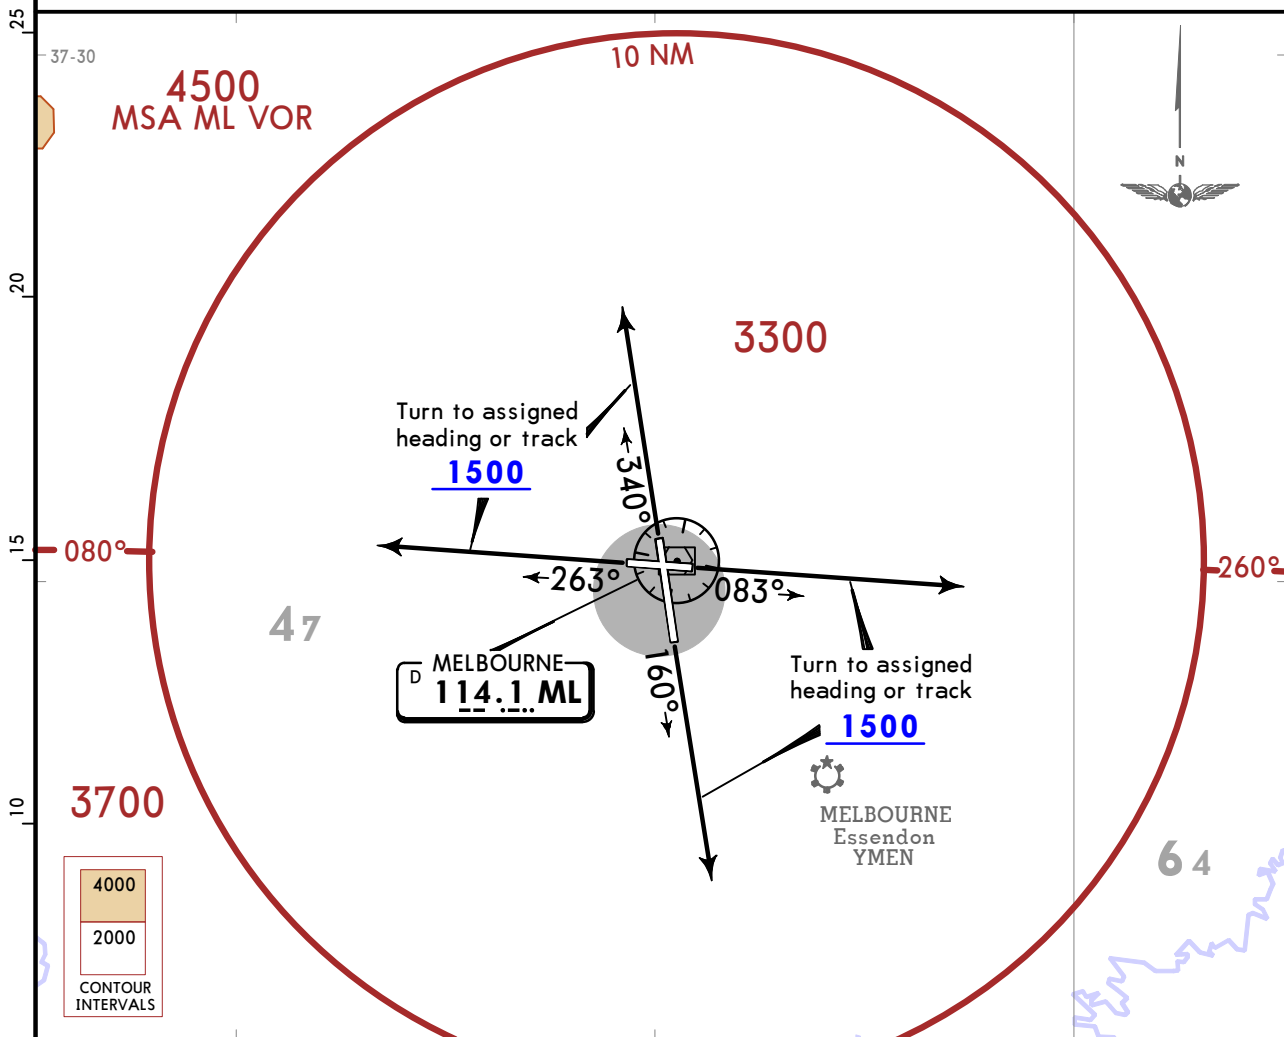 25
37-30
4500
MSA ML VOR
10 NM
N
20
3300
Turn to assigned
heading or track
1500
340°
15
080°
263°
083°
260°
47
D
MELBOURNE
114.1 ML
160°
Turn to assigned
heading or track
1500
MELBOURNE
Essendon
YMEN
10
3700
64
4000
2000
CONTOUR
INTERVALS